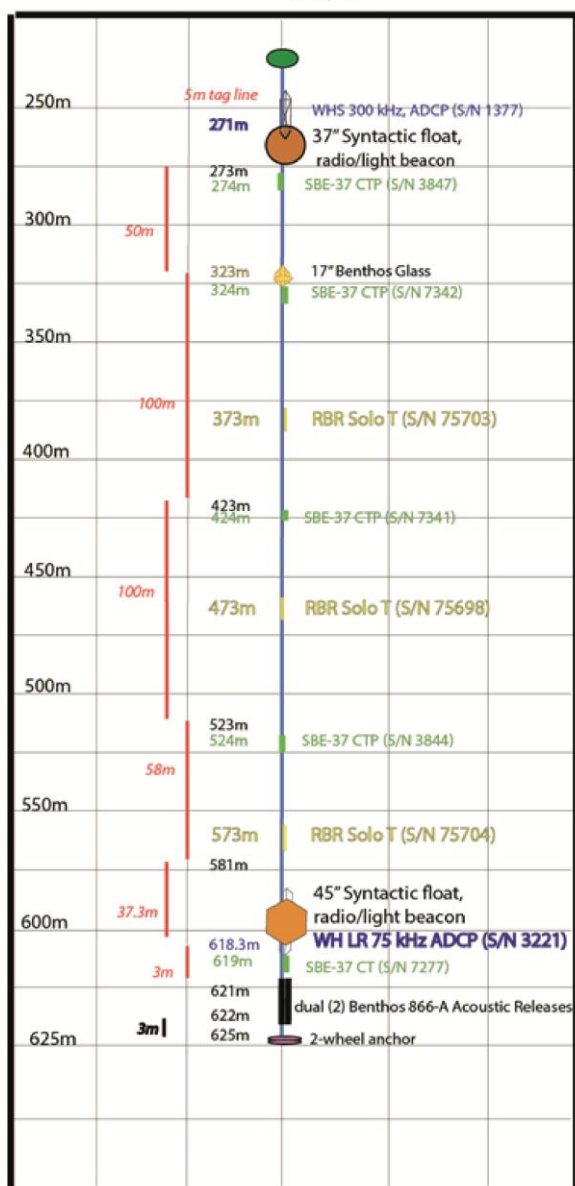 5m tag line
250m
WHS 300 kHz, ADCP (S/N 1377)
271m
37" Syntactic float,
radio/light beacon
273m
274m
SBE-37 CTP (S/N 3847)
300m
50m
323m
17" Benthos Glass
324m
SBE-37 CTP (S/N 7342)
350m
100m
373m
RBR Solo T (S/N 75703)
400m
423m
424m
SBE-37 CTP (S/N 7341)
450m
100m
473m
RBR Solo T (S/N 75698)
500m
523m
524m
SBE-37 CTP (S/N 3844)
58m
550m
573m
RBR Solo T (S/N 75704)
581m
45" Syntactic float,
37.3m
radio/light beacon
600m
618.3m
WH LR 75 kHz ADCP (S/N 3221)
619m
SBE-37 CT (S/N 7277)
3m
621m
dual (2) Benthos 866-A Acoustic Releases
622m
3m
625m
625m
2-wheel anchor